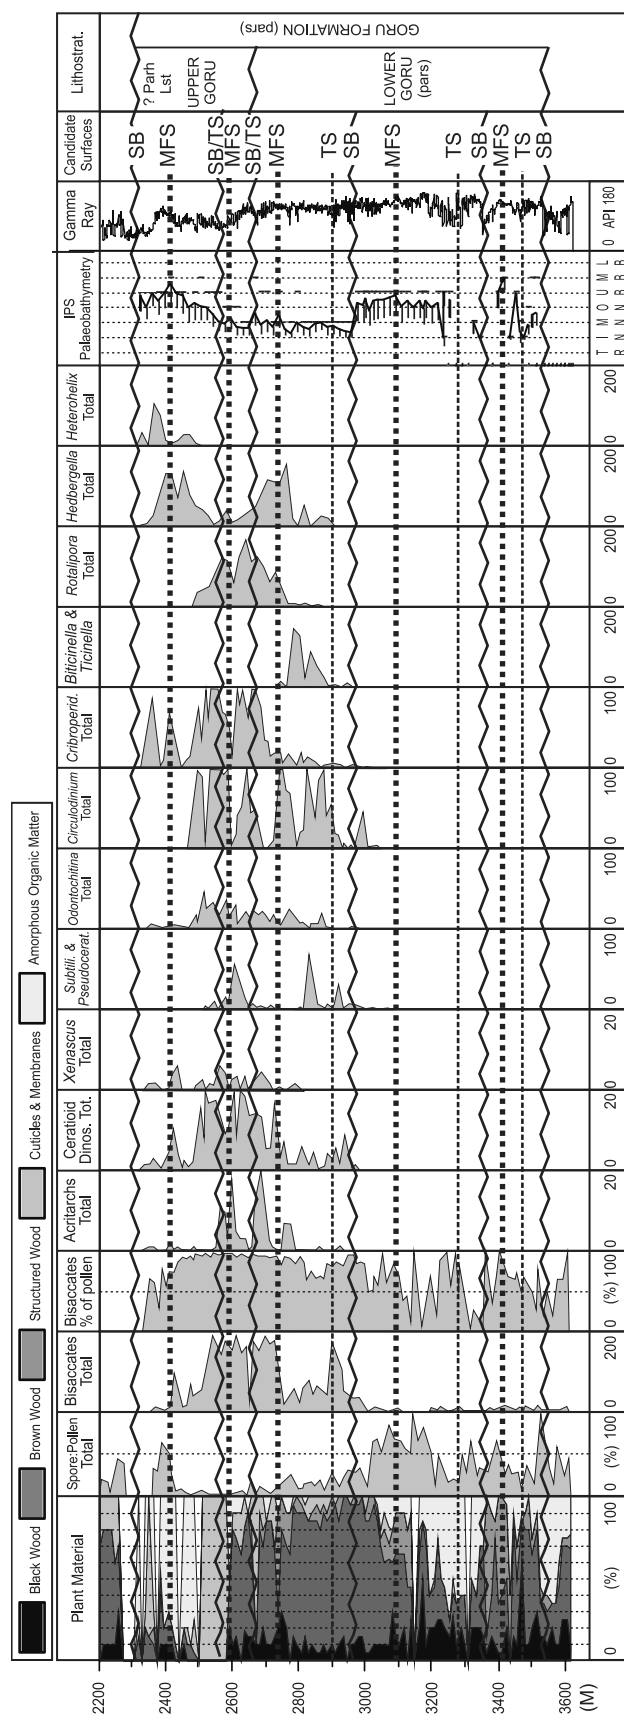 Black Wood
Brown Wood
Structured Wood
Cuticles & Membranes
Amorphous Organic Matter
Plant Material
Spore:Pollen
Total
Bisaccates
Total
Bisaccates
% of pollen
Acritarchs
Total
Ceratioid
Dinos. Tot.
Xenascus
Total
Subtili. &
Pseudocerat.
Odontochitina
Total
Circulodinium
Total
Cribroperid.
Total
Biticinella &
Ticinella
Rotalipora
Total
Hedbergella
Total
Heterohelix
Total
IPS
Palaeobathymetry
Gamma
Ray
Candidate
Surfaces
Lithostrat.
SB
MFS
SB/TS
MFS
SB/TS
MFS
TS
SB
MFS
TS
SB
MFS
TS
SB
? Parh
Lst
UPPER
GORU
LOWER
GORU
(pars)
GORU FORMATION (pars)
2200
2400
2600
2800
3000
3200
3400
3600
(M)
0 (%) 100
0 (%) 100
0 200
0 (%) 100
0 20
0 20
0 20
0 100
0 100
0 100
0 100
0 200
0 200
0 200
T I M O U M L
R N N N B R R
0 API 180